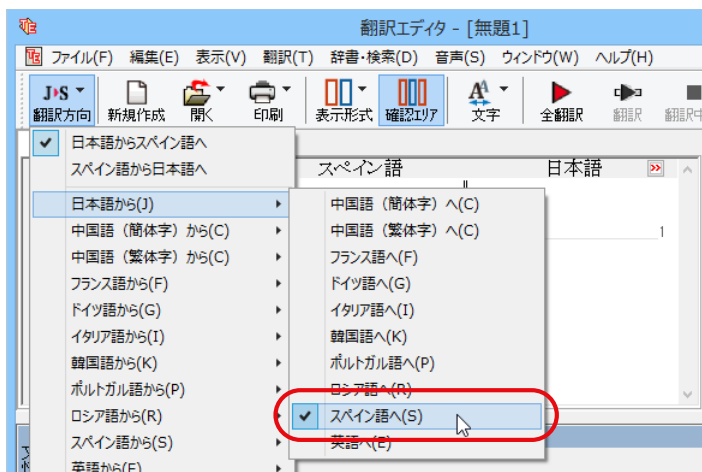 翻訳エディタ - [無題1]
ファイル(F) 編集(E) 表示(V) 翻訳(T) 辞書・検索(D) 音声(S) ウィンドウ(W) ヘルプ(H)
J▸S
翻訳方向 新規作成 開く 印刷 表示形式 確認エリア 文字 全翻訳 翻訳 翻訳中
日本語からスペイン語へ
スペイン語から日本語へ
スペイン語 日本語
日本語から(J)
中国語（簡体字）から(C)
中国語（繁体字）から(C)
フランス語から(F)
ドイツ語から(G)
イタリア語から(I)
韓国語から(K)
ポルトガル語から(P)
ロシア語から(R)
スペイン語から(S)
英語から(E)
中国語（簡体字）へ(C)
中国語（繁体字）へ(C)
フランス語へ(F)
ドイツ語へ(G)
イタリア語へ(I)
韓国語へ(K)
ポルトガル語へ(P)
ロシア語へ(R)
スペイン語へ(S)
英語へ(E)
1